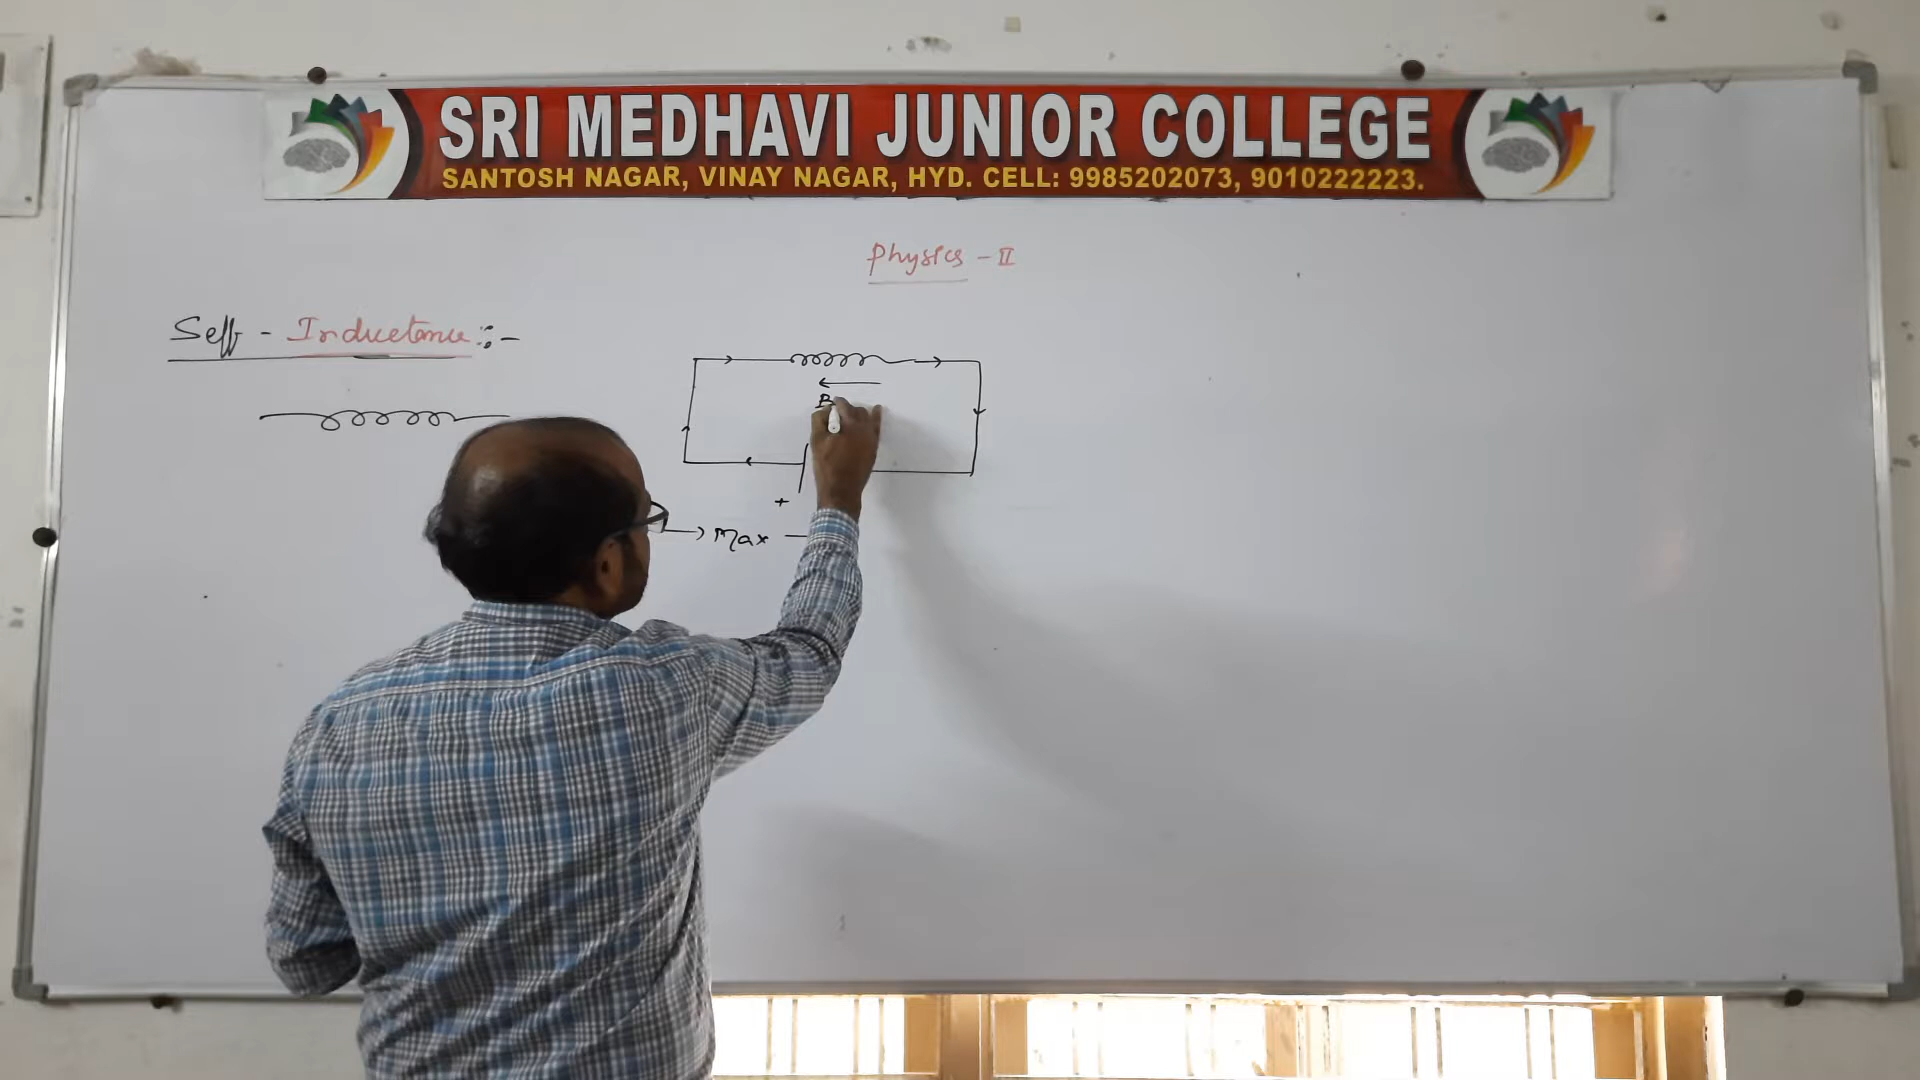 SRI MEDHAVI JUNIOR COLLEGE
SANTOSH NAGAR, VINAY NAGAR, HYD. CELL: 9985202073, 9010222223.
Physics - II
Self - Inductance :-
B
+
→ Max -